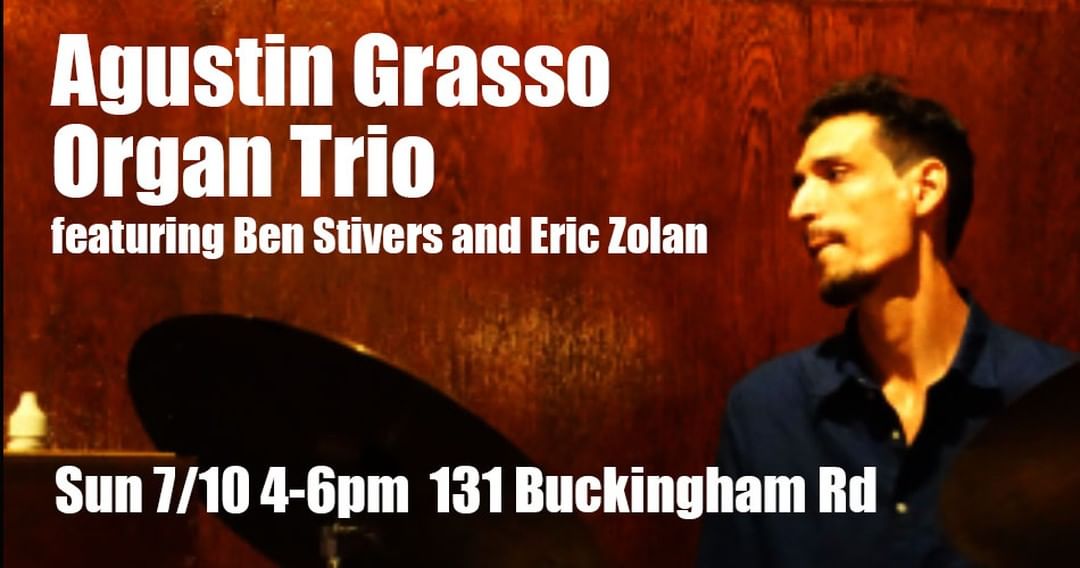 Agustin Grasso
Organ Trio
featuring Ben Stivers and Eric Zolan
Sun 7/10 4-6pm 131 Buckingham Rd